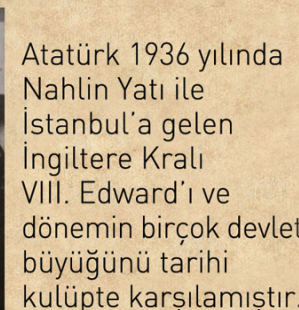 Atatürk 1936 yılında
Nahlin Yatı ile
İstanbul'a gelen
İngiltere Kralı
VIII. Edward'ı ve
dönemin birçok devlet
büyüğünü tarihi
kulüpte karşılamıştır.